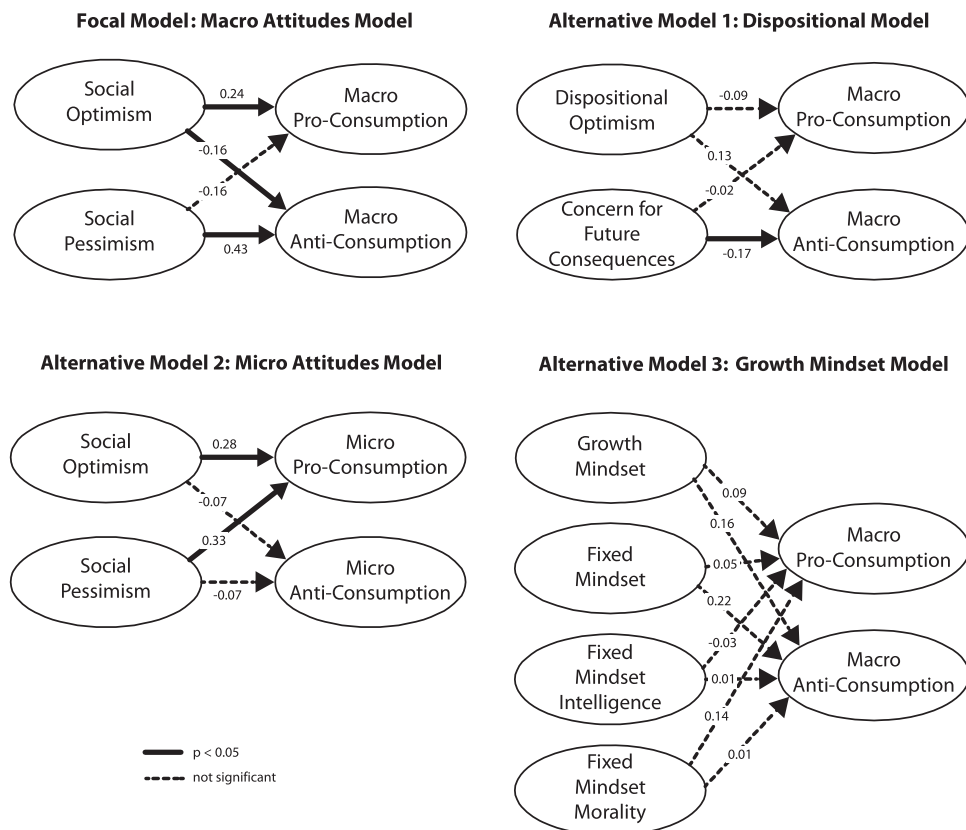 Focal Model: Macro Attitudes Model
Social
Optimism
Social
Pessimism
0.24
-0.16
-0.16
0.43
Macro
Pro-Consumption
Macro
Anti-Consumption
Alternative Model 1: Dispositional Model
Dispositional
Optimism
Concern for
Future
Consequences
-0.09
0.13
-0.02
-0.17
Macro
Pro-Consumption
Macro
Anti-Consumption
Alternative Model 2: Micro Attitudes Model
Social
Optimism
Social
Pessimism
0.28
-0.07
0.33
-0.07
Micro
Pro-Consumption
Micro
Anti-Consumption
p < 0.05
not significant
Alternative Model 3: Growth Mindset Model
Growth
Mindset
Fixed
Mindset
Fixed
Mindset
Intelligence
Fixed
Mindset
Morality
0.09
0.16
0.05
0.22
-0.03
0.01
0.14
0.01
Macro
Pro-Consumption
Macro
Anti-Consumption